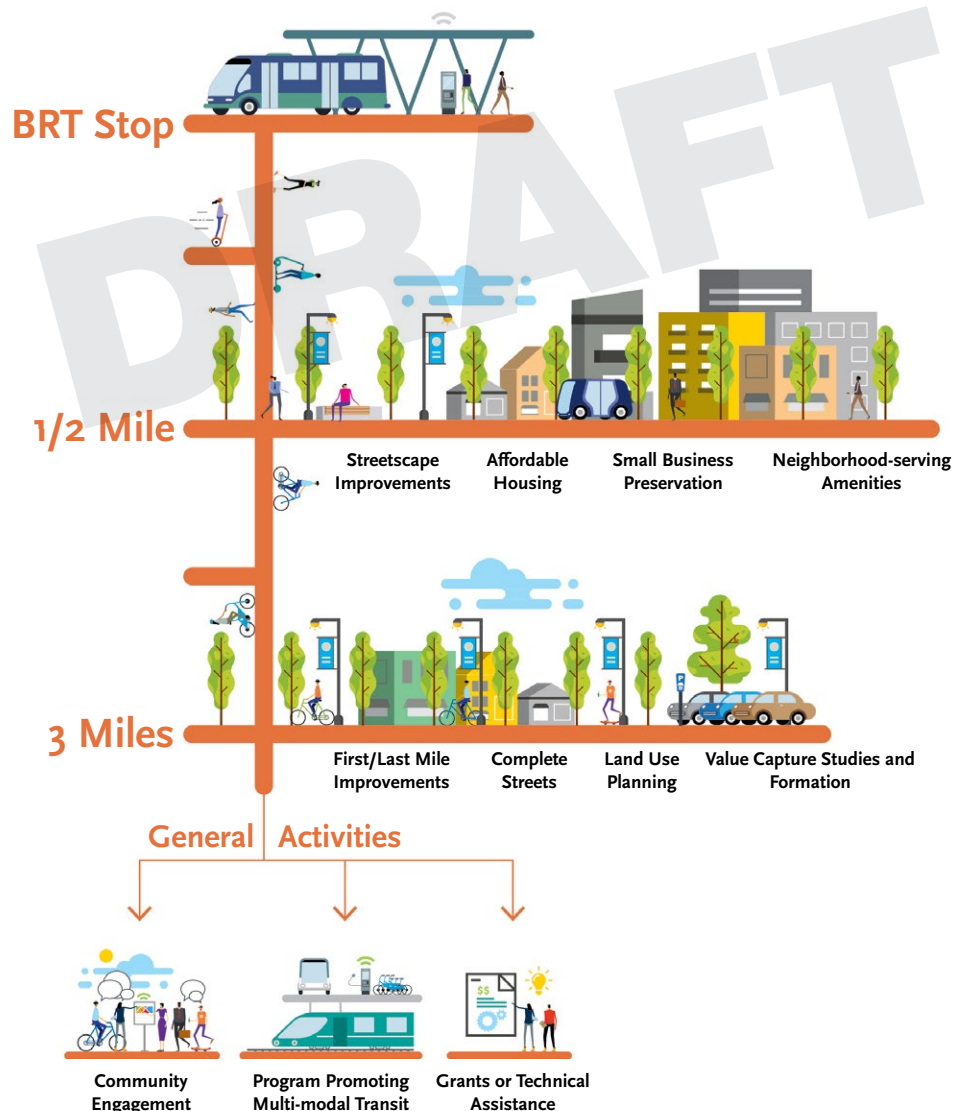 DRAFT
BRT Stop
1/2 Mile
Streetscape
Improvements
Affordable
Housing
Small Business
Preservation
Neighborhood-serving
Amenities
3 Miles
First/Last Mile
Improvements
Complete
Streets
Land Use
Planning
Value Capture Studies and
Formation
General Activities
$$
Community
Engagement
Program Promoting
Multi-modal Transit
Grants or Technical
Assistance